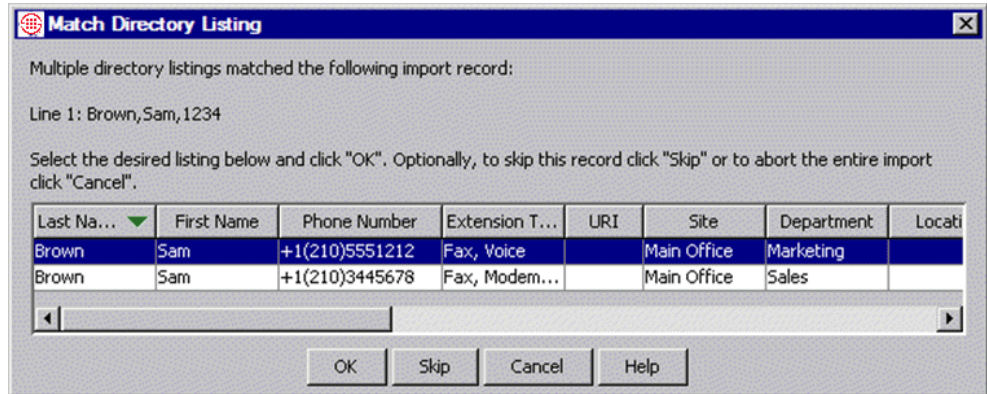 Match Directory Listing
Multiple directory listings matched the following import record:
Line 1: Brown,Sam,1234
Select the desired listing below and click "OK". Optionally, to skip this record click "Skip" or to abort the entire import
click "Cancel".
Last Na... First Name Phone Number Extension T... URI Site Department Locati
Brown Sam +1(210)5551212 Fax, Voice Main Office Marketing
Brown Sam +1(210)3445678 Fax, Modem... Main Office Sales
OK Skip Cancel Help